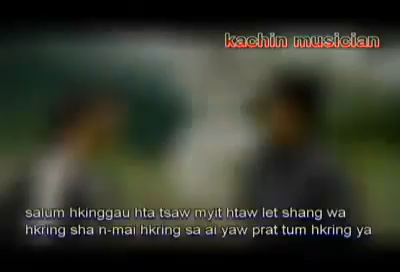 kachin musician
salum hkinggau hta tsaw myit htaw let shang wa
hkring sha n-mai hkring sa ai yaw prat tum hkring ya